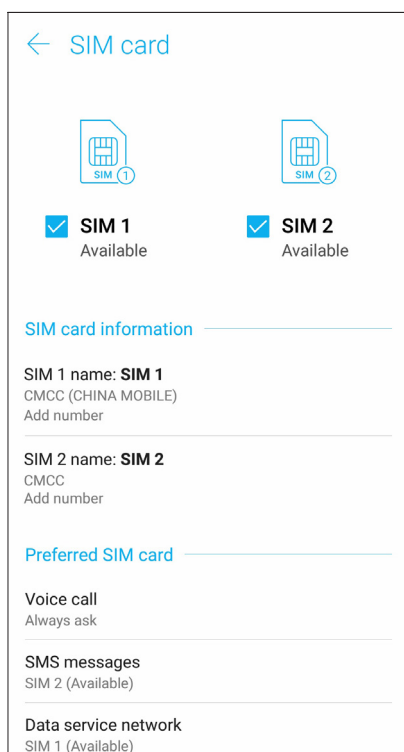 SIM card
SIM 1
SIM 2
SIM 1
SIM 2
Available
Available
SIM card information
SIM 1 name: SIM 1
CMCC (CHINA MOBILE)
Add number
SIM 2 name: SIM 2
CMCC
Add number
Preferred SIM card
Voice call
Always ask
SMS messages
SIM 2 (Available)
Data service network
SIM 1 (Available)